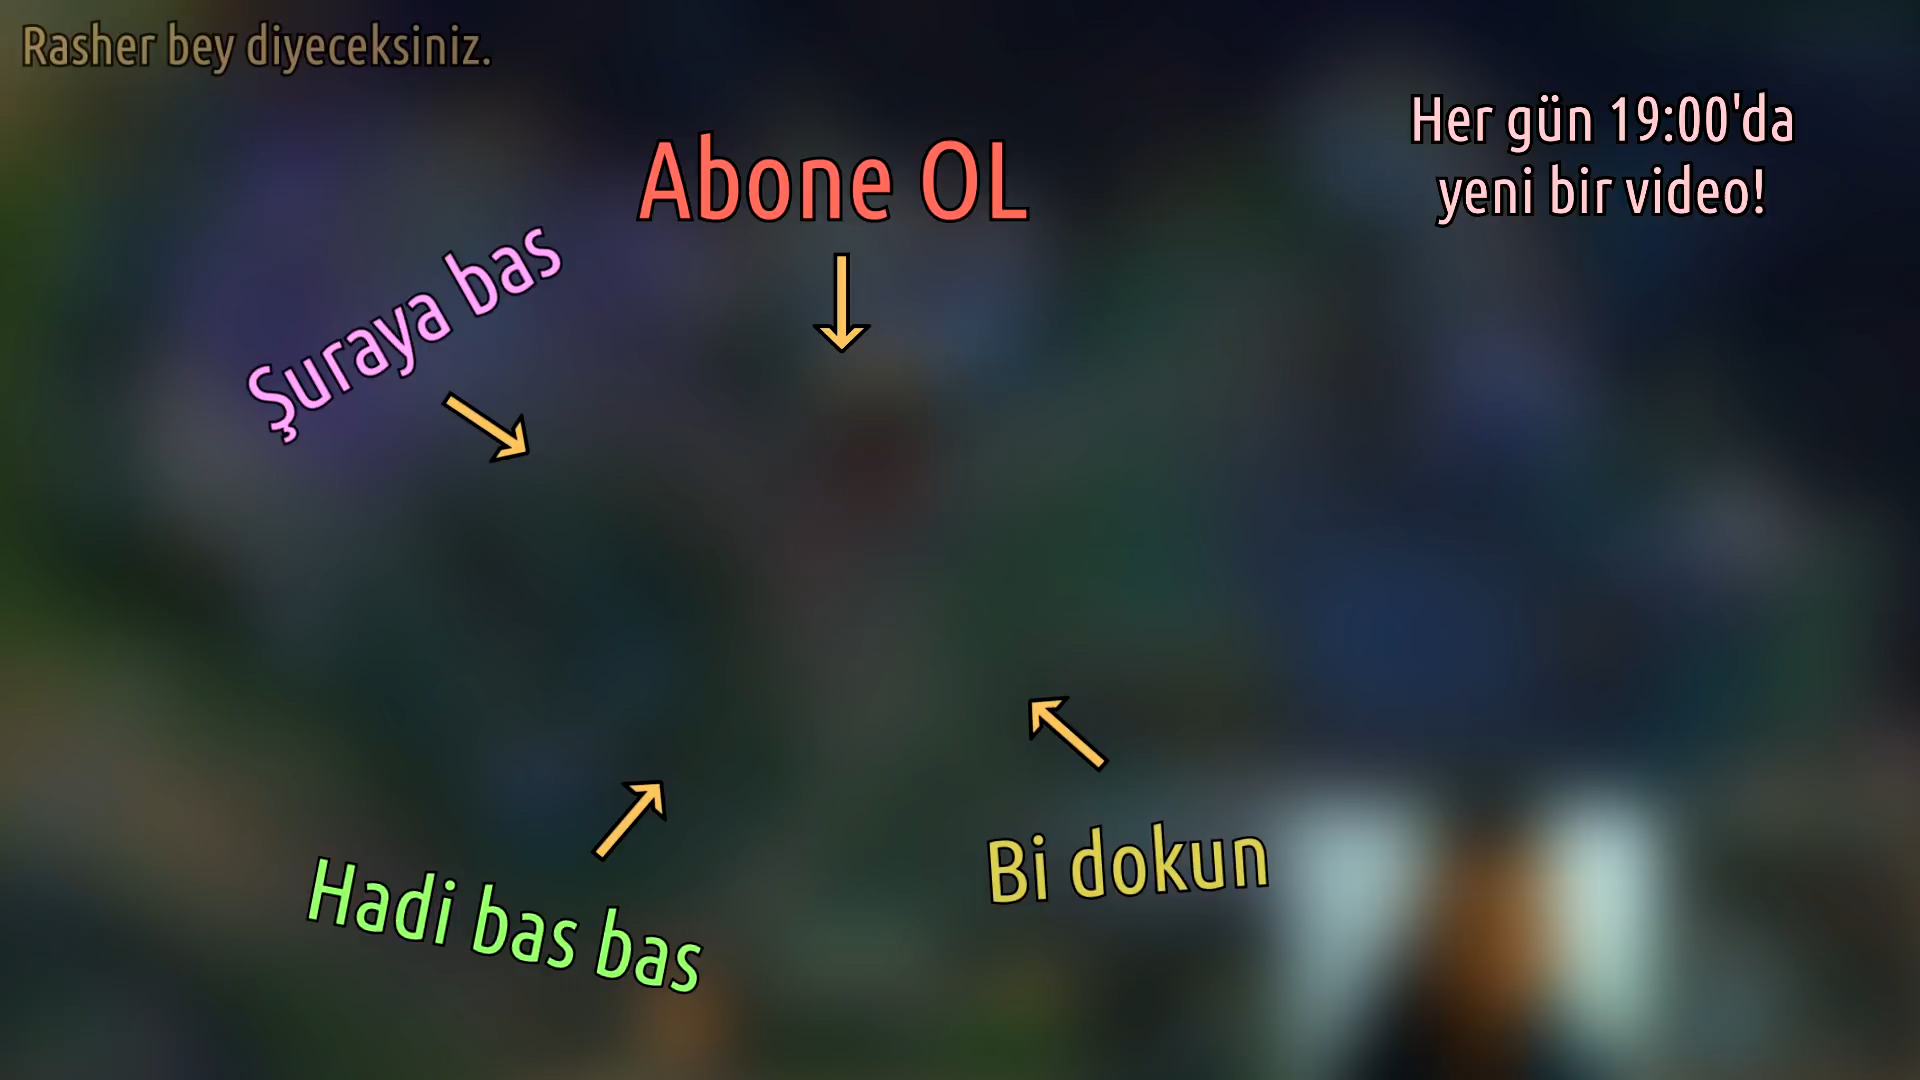 Rasher bey diyeceksiniz.
Her gün 19:00'da
yeni bir video!
Abone OL
Şuraya bas
Bi dokun
Hadi bas bas